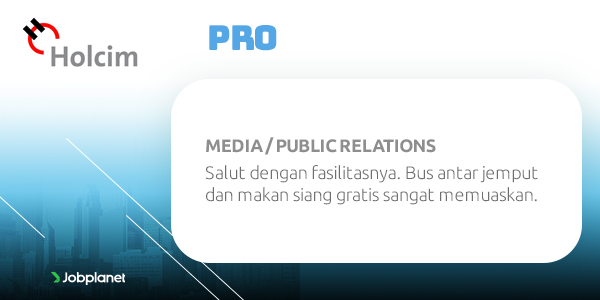 Holcim
PRO
MEDIA / PUBLIC RELATIONS
Salut dengan fasilitasnya. Bus antar jemput
dan makan siang gratis sangat memuaskan.
Jobplanet